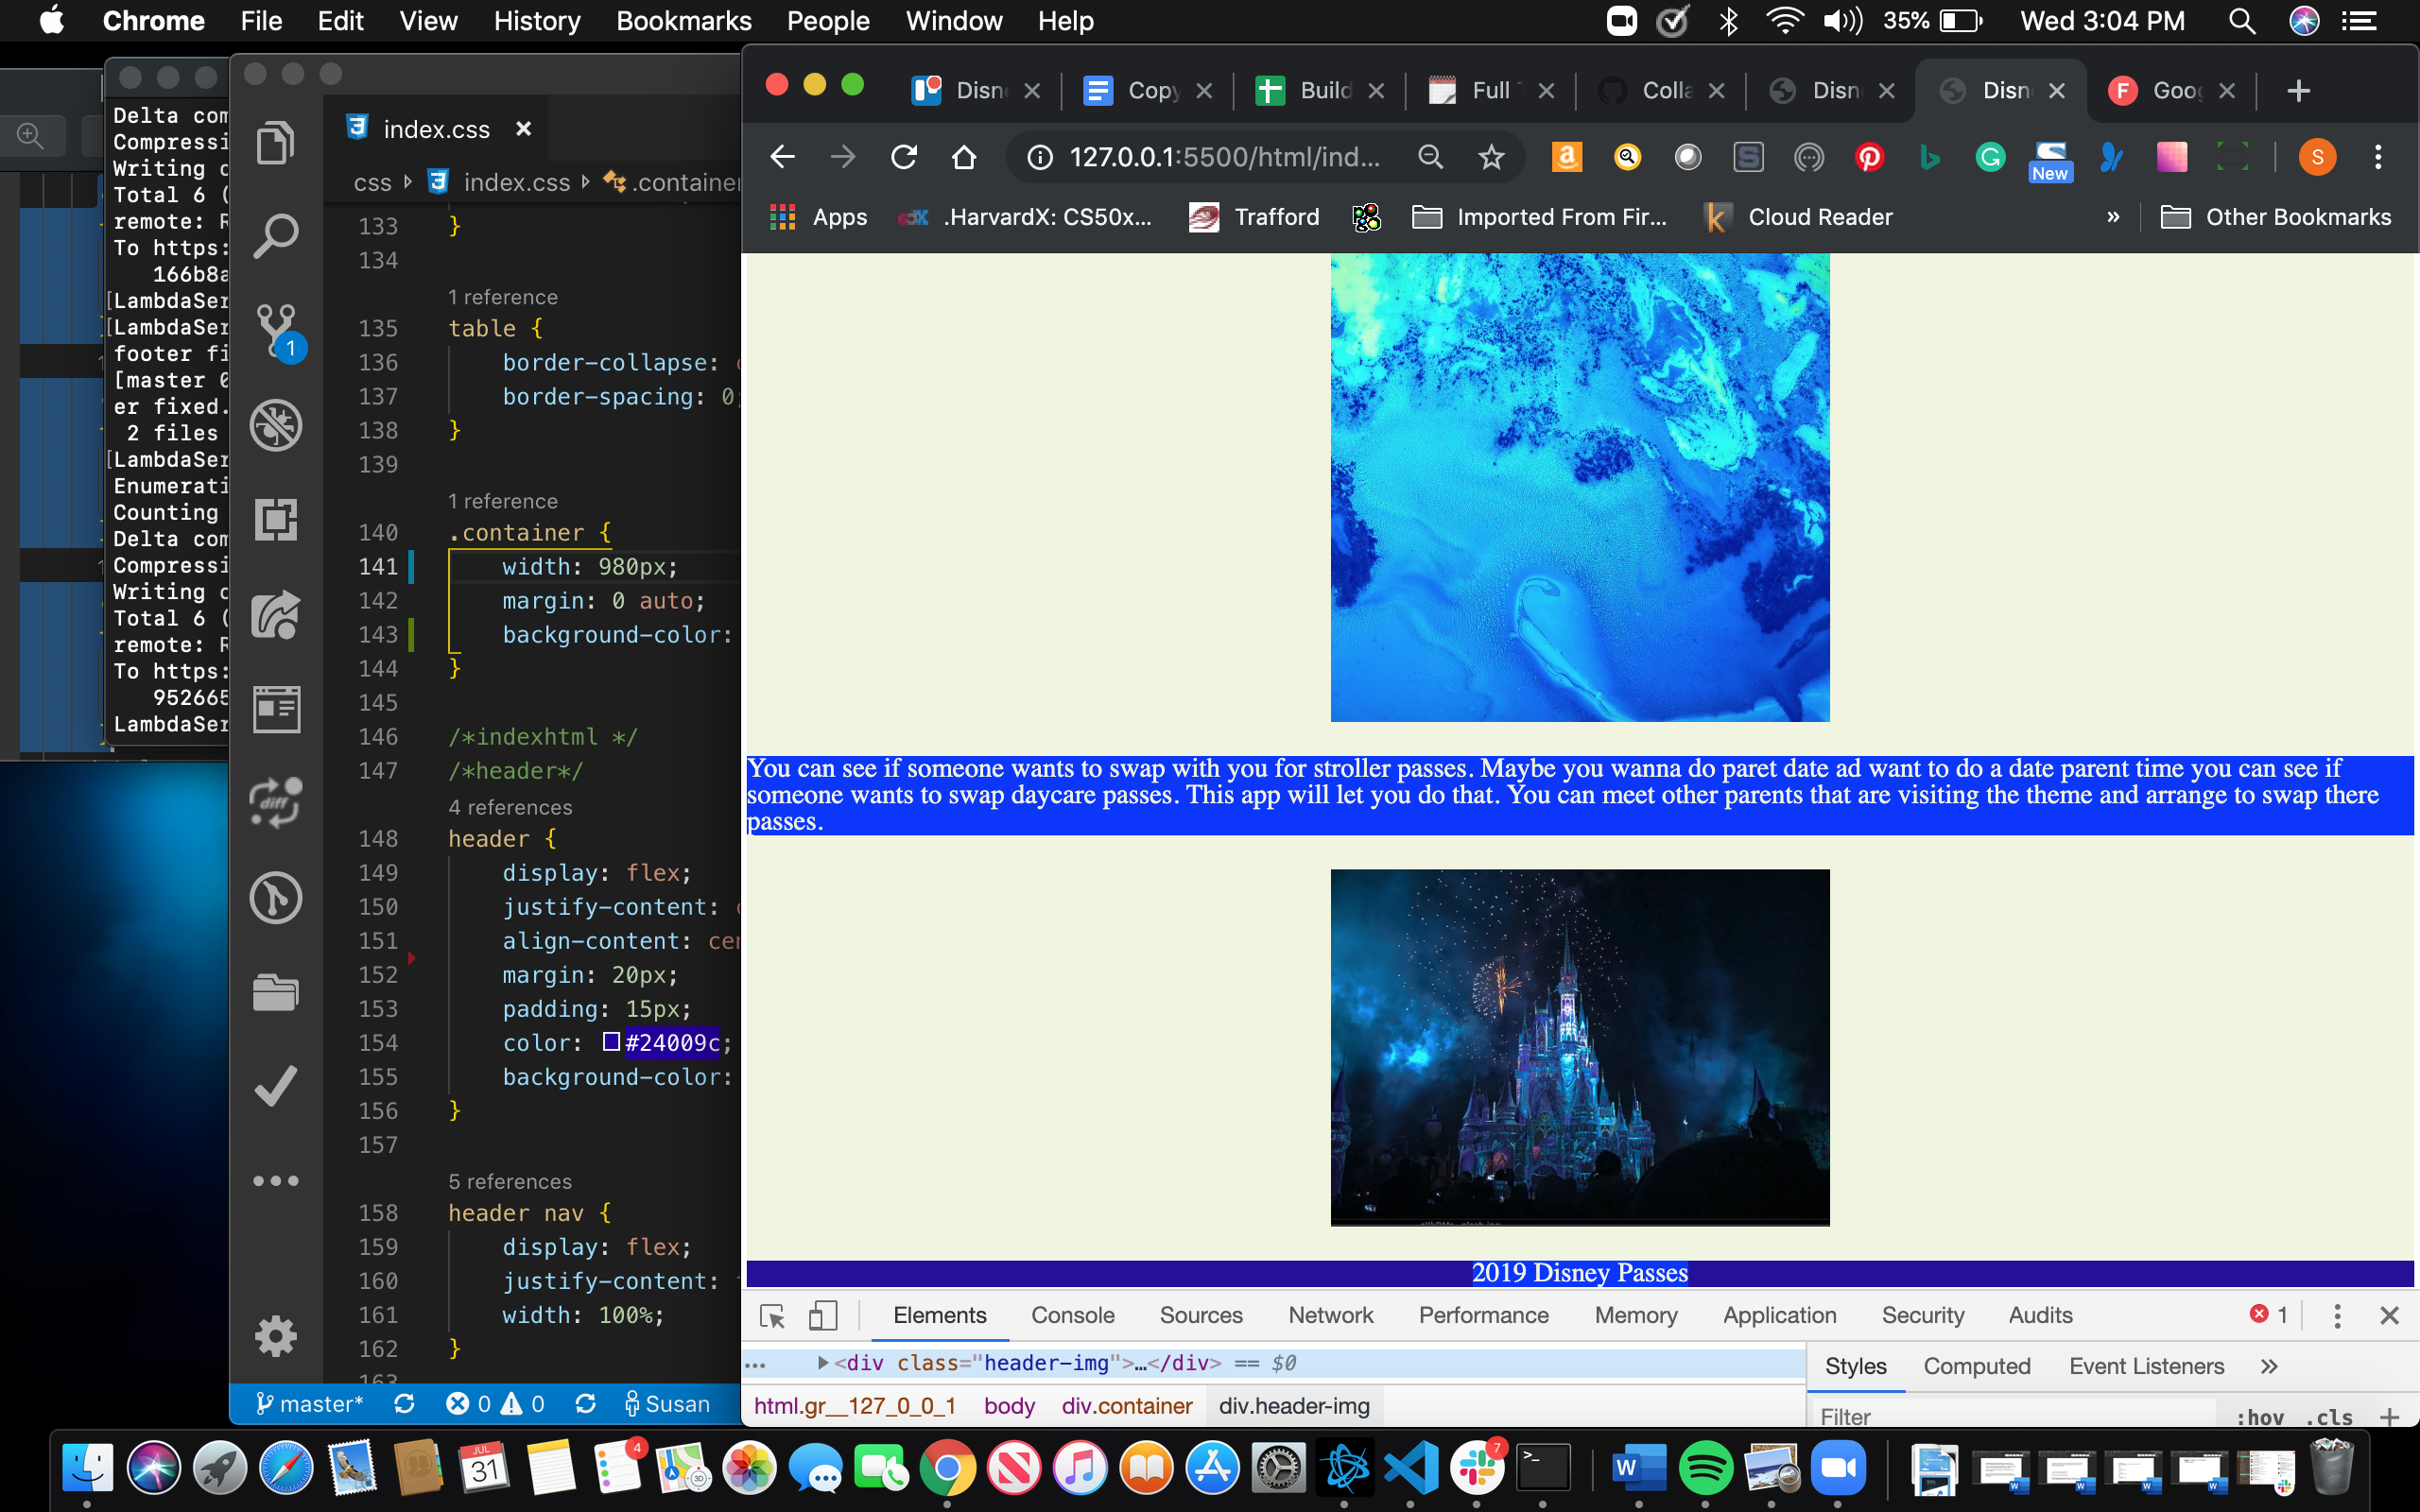 Chrome File Edit View History Bookmarks People Window Help 35% Wed 3:04 PM
Delta com
Compressi
Writing o
Total 6 (
remote: R
To https:
166b8a
[LambdaSer
[LambdaSer
footer fi
[master 0
er fixed.
2 files
[LambdaSer
Enumerati
Counting
Delta com
Compressi
Writing o
Total 6 (
remote: R
To https:
952665
LambdaSer
index.css
css index.css .container
133 }
134
1 reference
135 table {
136 border-collapse:
137 border-spacing: 0;
138 }
139
1 reference
140 .container {
141 width: 980px;
142 margin: 0 auto;
143 background-color:
144 }
145
146 /*indexhtml */
147 /*header*/
4 references
148 header {
149 display: flex;
150 justify-content:
151 align-content: cen
152 margin: 20px;
153 padding: 15px;
154 color: #24009c;
155 background-color:
156 }
157
5 references
158 header nav {
159 display: flex;
160 justify-content:
161 width: 100%;
162 }
163
1
master* 0 0 Susan
Disn Copy Build Full Colla Disn Disn F Goog
127.0.0.1:5500/html/ind...
New
S
Apps .HarvardX: CS50x... Trafford Imported From Fir... Cloud Reader » Other Bookmarks
You can see if someone wants to swap with you for stroller passes. Maybe you wanna do paret date ad want to do a date parent time you can see if
someone wants to swap daycare passes. This app will let you do that. You can meet other parents that are visiting the theme and arrange to swap there
passes.
2019 Disney Passes
Elements Console Sources Network Performance Memory Application Security Audits 1
<div class="header-img">…</div> == $0
html.gr__127_0_0_1 body div.container div.header-img
Styles Computed Event Listeners »
Filter :hov .cls +
JUL 31 4 3D 7